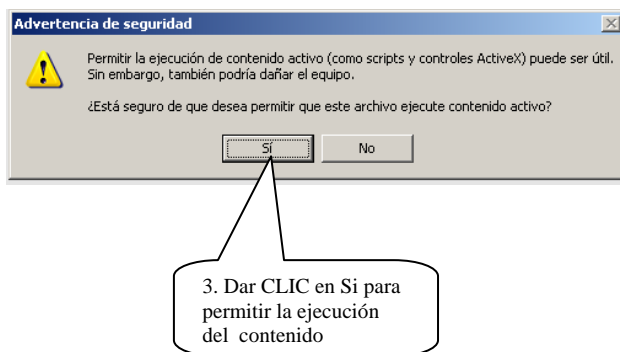 Advertencia de seguridad
Permitir la ejecución de contenido activo (como scripts y controles ActiveX) puede ser útil.
Sin embargo, también podría dañar el equipo.
¿Está seguro de que desea permitir que este archivo ejecute contenido activo?
Sí No
3. Dar CLIC en Si para
permitir la ejecución
del contenido